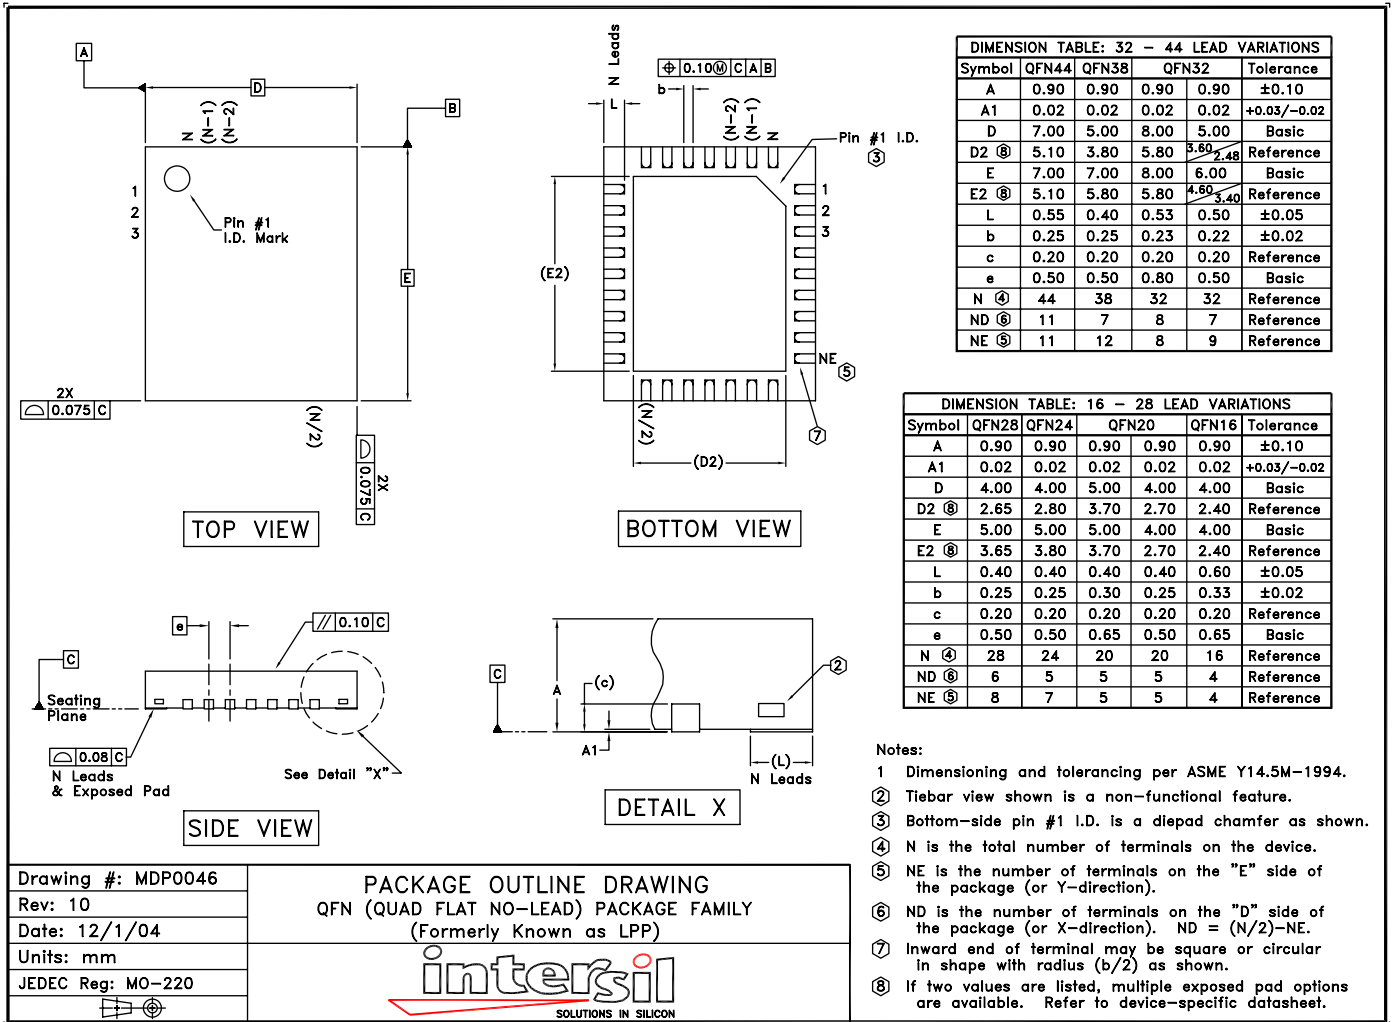 A
D
B
N
(N-1)
(N-2)
1
2
3
Pin #1
I.D. Mark
E
2X
0.075 C
(N/2)
0.075 C
2X
TOP VIEW
N Leads
L
0.10Ⓜ C A B
b
(N-2)
(N-1)
N
Pin #1 I.D.
3
1
2
3
(E2)
NE
5
7
(N/2)
(D2)
BOTTOM VIEW
e
// 0.10 C
C
Seating
Plane
0.08 C
N Leads
& Exposed Pad
See Detail "X"
SIDE VIEW
C
A
(c)
2
A1
(L)
N Leads
DETAIL X
DIMENSION TABLE: 32 - 44 LEAD VARIATIONS
Symbol QFN44 QFN38 QFN32 Tolerance
A 0.90 0.90 0.90 0.90 ±0.10
A1 0.02 0.02 0.02 0.02 +0.03/-0.02
D 7.00 5.00 8.00 5.00 Basic
D2 8 5.10 3.80 5.80 3.60/2.48 Reference
E 7.00 7.00 8.00 6.00 Basic
E2 8 5.10 5.80 5.80 4.60/3.40 Reference
L 0.55 0.40 0.53 0.50 ±0.05
b 0.25 0.25 0.23 0.22 ±0.02
c 0.20 0.20 0.20 0.20 Reference
e 0.50 0.50 0.80 0.50 Basic
N 4 44 38 32 32 Reference
ND 6 11 7 8 7 Reference
NE 5 11 12 8 9 Reference
DIMENSION TABLE: 16 - 28 LEAD VARIATIONS
Symbol QFN28 QFN24 QFN20 QFN16 Tolerance
A 0.90 0.90 0.90 0.90 0.90 ±0.10
A1 0.02 0.02 0.02 0.02 0.02 +0.03/-0.02
D 4.00 4.00 5.00 4.00 4.00 Basic
D2 8 2.65 2.80 3.70 2.70 2.40 Reference
E 5.00 5.00 5.00 4.00 4.00 Basic
E2 8 3.65 3.80 3.70 2.70 2.40 Reference
L 0.40 0.40 0.40 0.40 0.60 ±0.05
b 0.25 0.25 0.30 0.25 0.33 ±0.02
c 0.20 0.20 0.20 0.20 0.20 Reference
e 0.50 0.50 0.65 0.50 0.65 Basic
N 4 28 24 20 20 16 Reference
ND 6 6 5 5 5 4 Reference
NE 5 8 7 5 5 4 Reference
Notes:
1 Dimensioning and tolerancing per ASME Y14.5M-1994.
2 Tiebar view shown is a non-functional feature.
3 Bottom-side pin #1 I.D. is a diepad chamfer as shown.
4 N is the total number of terminals on the device.
5 NE is the number of terminals on the "E" side of
the package (or Y-direction).
6 ND is the number of terminals on the "D" side of
the package (or X-direction). ND = (N/2)-NE.
7 Inward end of terminal may be square or circular
in shape with radius (b/2) as shown.
8 If two values are listed, multiple exposed pad options
are available. Refer to device-specific datasheet.
Drawing #: MDP0046
Rev: 10
Date: 12/1/04
Units: mm
JEDEC Reg: MO-220
PACKAGE OUTLINE DRAWING
QFN (QUAD FLAT NO-LEAD) PACKAGE FAMILY
(Formerly Known as LPP)
intersil
SOLUTIONS IN SILICON